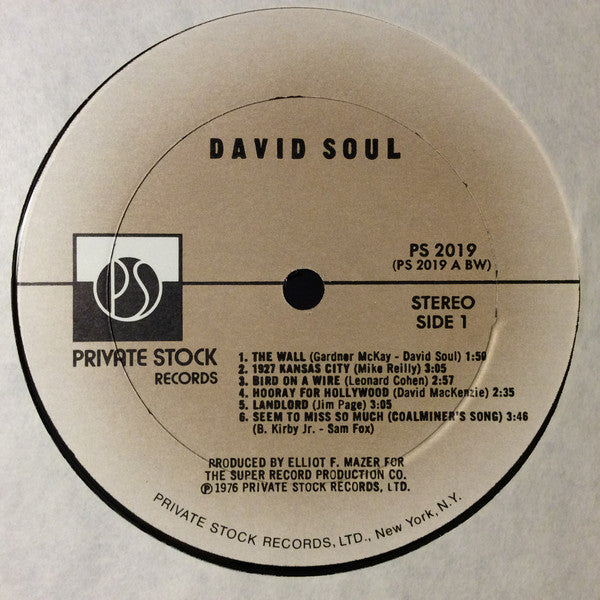 DAVID SOUL
PS 2019
(PS 2019 A BW)
STEREO
SIDE 1
PS
PRIVATE STOCK
RECORDS
1. THE WALL (Gardner McKay - David Soul) 1:50
2. 1927 KANSAS CITY (Mike Reilly) 3:05
3. BIRD ON A WIRE (Leonard Cohen) 2:57
4. HOORAY FOR HOLLYWOOD (David MacKenzie) 2:35
5. LANDLORD (Jim Page) 3:05
6. SEEM TO MISS SO MUCH (COALMINER'S SONG) 3:46
(B. Kirby Jr. - Sam Fox)
PRODUCED BY ELLIOT F. MAZER FOR
THE SUPER RECORD PRODUCTION CO.
℗ 1976 PRIVATE STOCK RECORDS, LTD.
PRIVATE STOCK RECORDS, LTD., New York, N.Y.